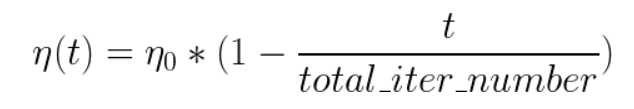 η(t) = η₀ * (1 − t / total_iter_number)